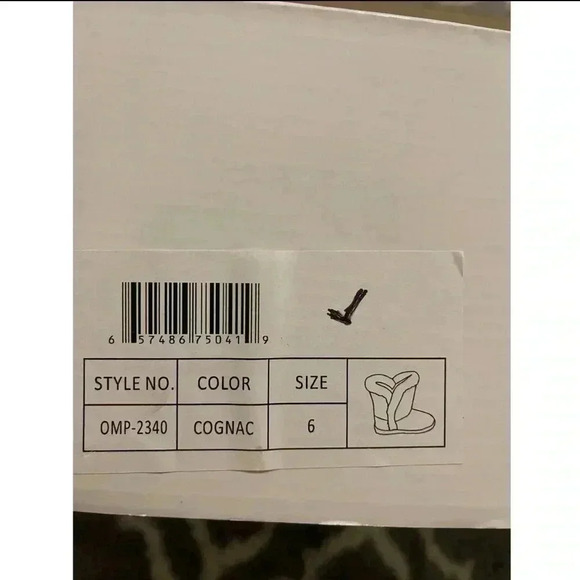 6 57486 75041 9
STYLE NO. COLOR SIZE
OMP-2340 COGNAC 6